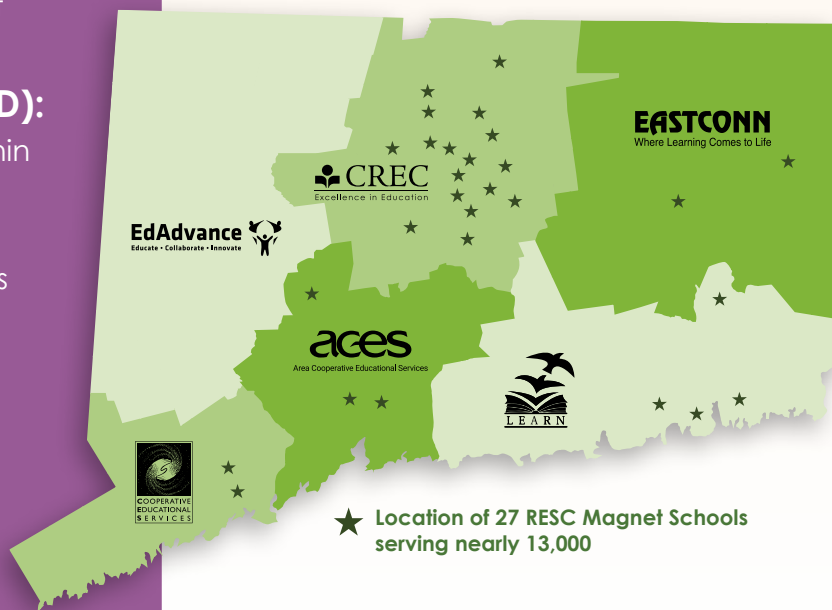 D):
EASTCONN
Where Learning Comes to Life
CREC
Excellence in Education
EdAdvance
Educate • Collaborate • Innovate
s
aces
Area Cooperative Educational Services
LEARN
COOPERATIVE
EDUCATIONAL
SERVICES
Location of 27 RESC Magnet Schools
serving nearly 13,000